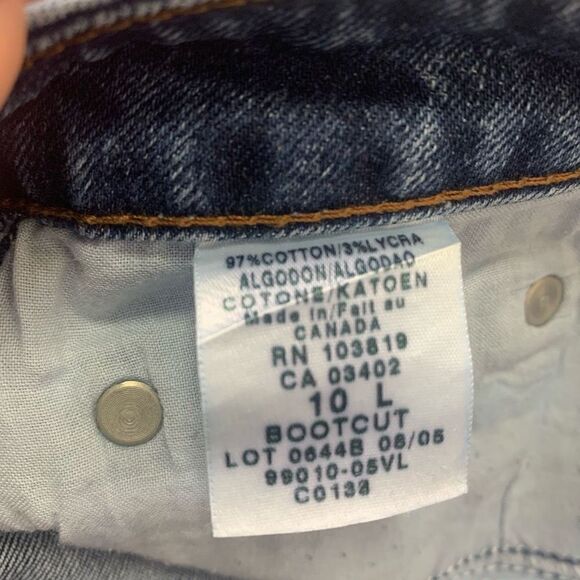 97%COTTON/3%LYCRA
ALGODON/ALGODAO
COTONE/KATOEN
Made in/Fait au
CANADA
RN 103819
CA 03402
10 L
BOOTCUT
LOT 0644B 08/05
99010-05VL